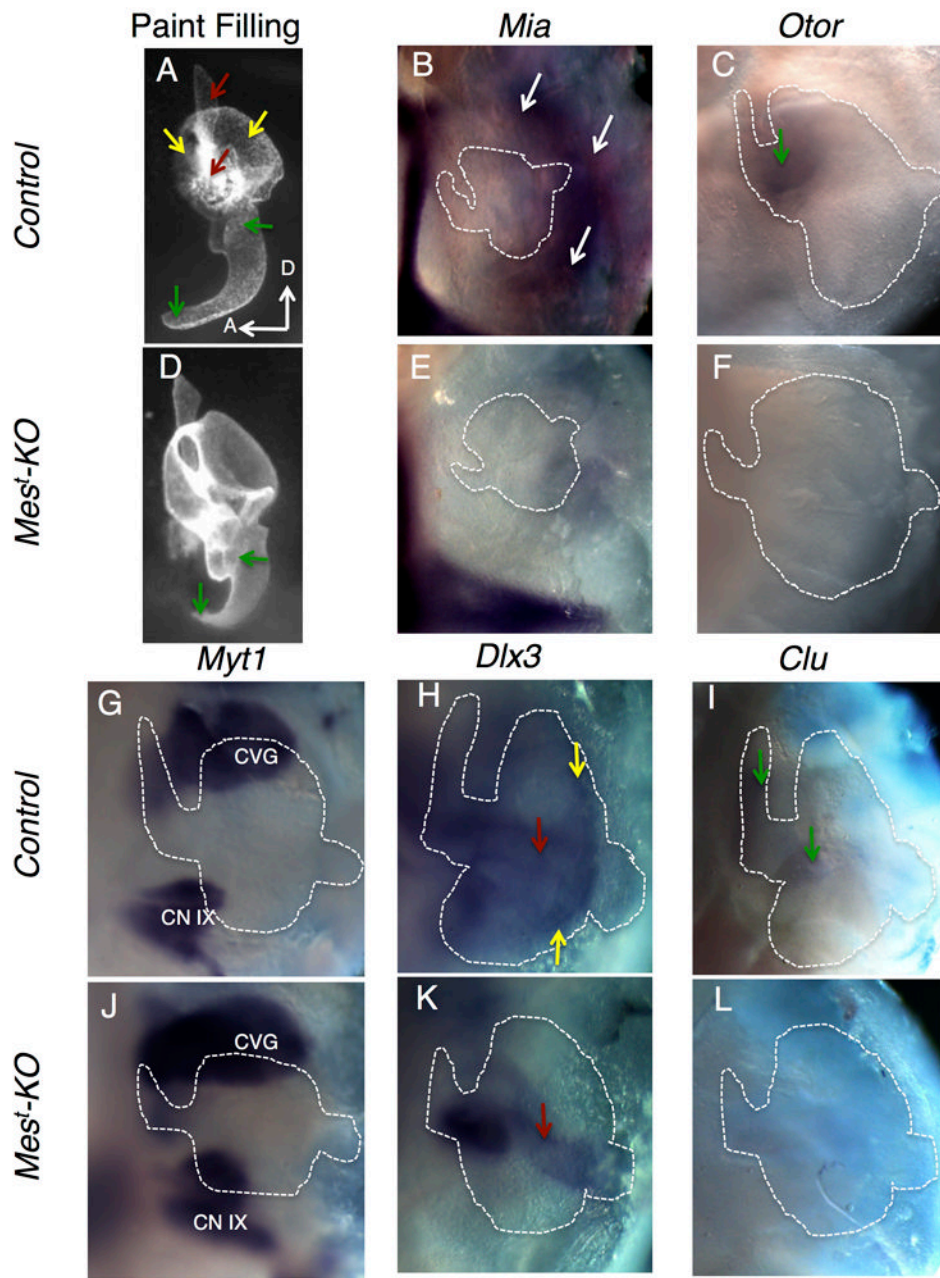 Paint Filling Mia Otor
Control A B C
D
A
Mesᵗ-KO D E F
Myt1 Dlx3 Clu
Control G H I
CVG
CN IX
Mesᵗ-KO J K L
CVG
CN IX